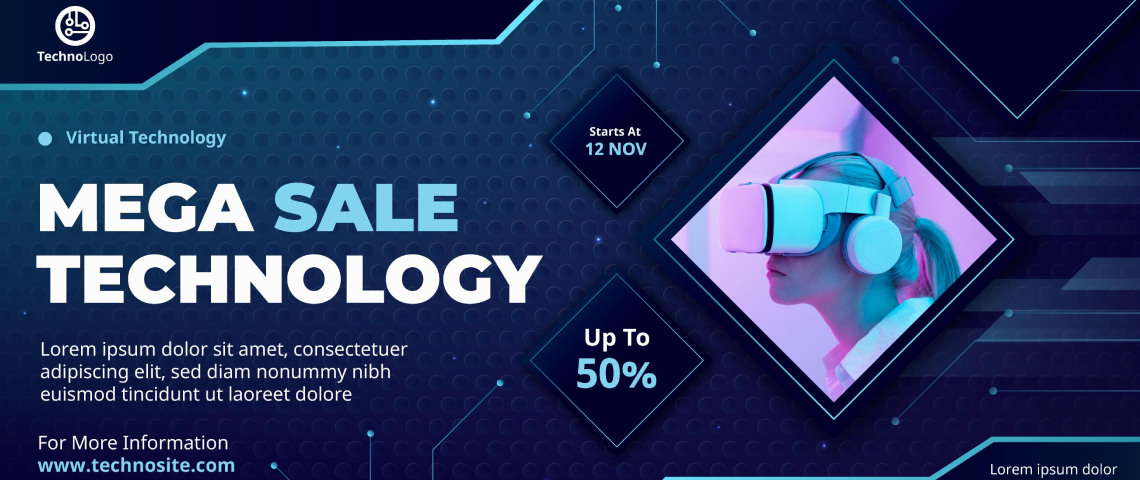 TechnoLogo
Virtual Technology
MEGA SALE
TECHNOLOGY
Lorem ipsum dolor sit amet, consectetuer
adipiscing elit, sed diam nonummy nibh
euismod tincidunt ut laoreet dolore
For More Information
www.technosite.com
Starts At
12 NOV
Up To
50%
Lorem ipsum dolor